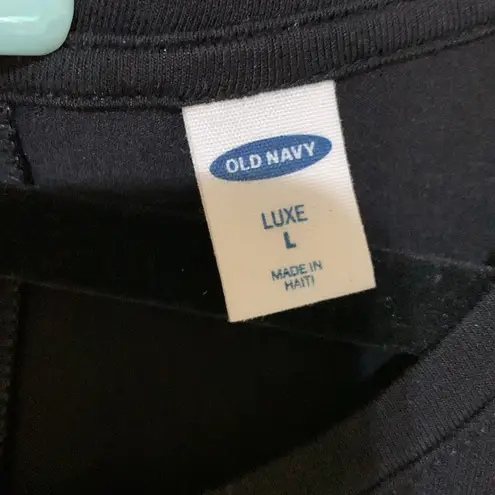 OLD NAVY
LUXE
L
MADE IN
HAITI